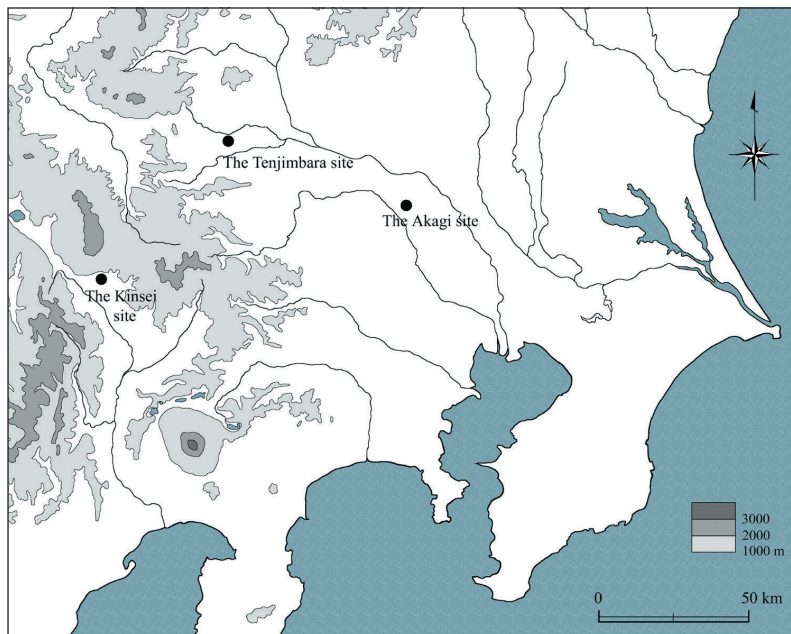 The Tenjimbara site
The Akagi site
The Kinsei
site
3000
2000
1000 m
0
50 km